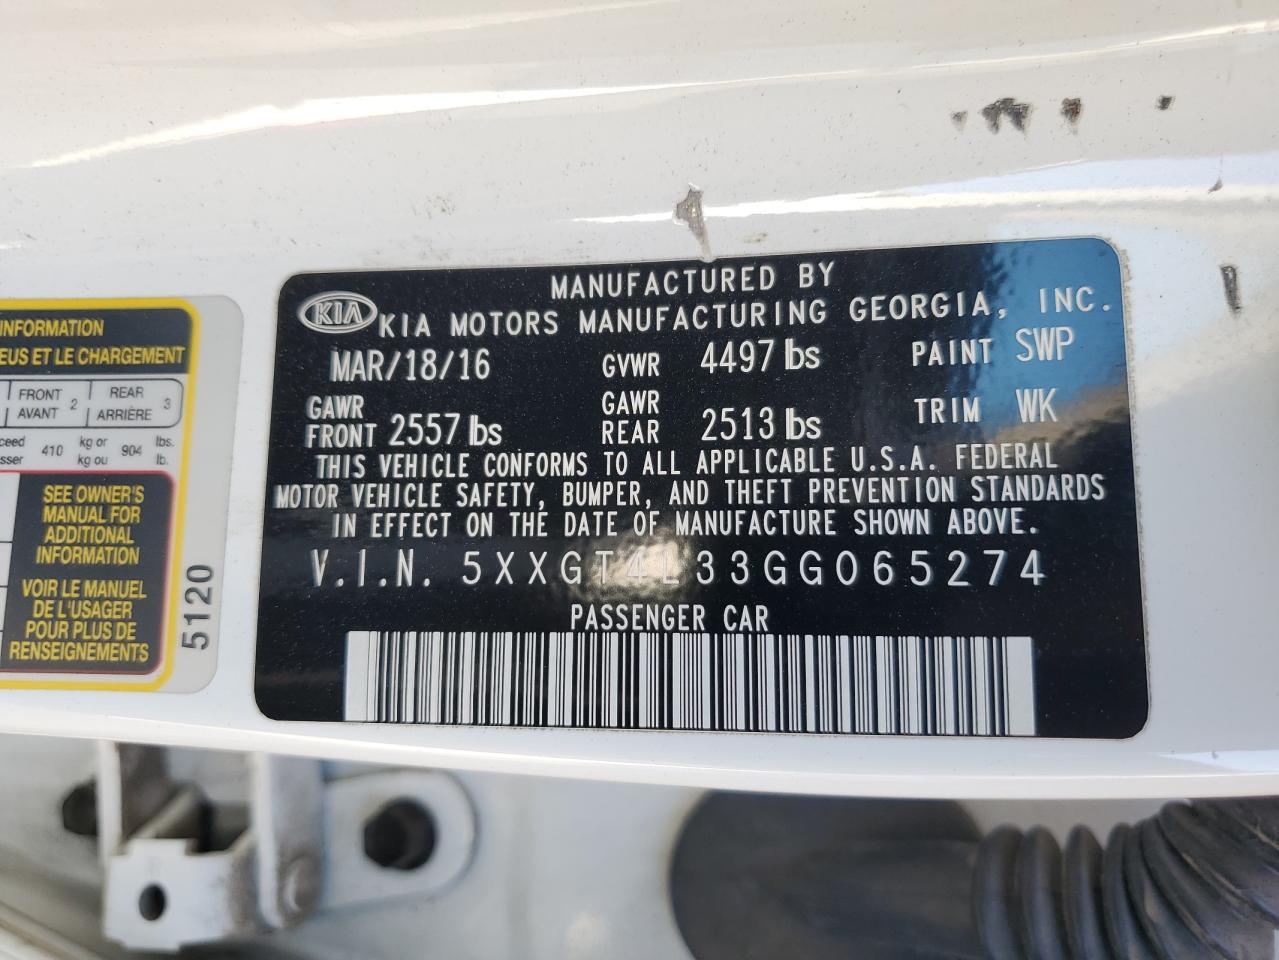 INFORMATION
EUS ET LE CHARGEMENT
FRONT AVANT 2 REAR ARRIÈRE 3
410 kg or kg ou 904 lbs. lb.
SEE OWNER'S
MANUAL FOR
ADDITIONAL
INFORMATION
VOIR LE MANUEL
DE L'USAGER
POUR PLUS DE
RENSEIGNEMENTS
5120
MANUFACTURED BY
KIA KIA MOTORS MANUFACTURING GEORGIA, INC.
MAR/18/16 GVWR 4497 lbs PAINT SWP
GAWR FRONT 2557 lbs GAWR REAR 2513 lbs TRIM WK
THIS VEHICLE CONFORMS TO ALL APPLICABLE U.S.A. FEDERAL
MOTOR VEHICLE SAFETY, BUMPER, AND THEFT PREVENTION STANDARDS
IN EFFECT ON THE DATE OF MANUFACTURE SHOWN ABOVE.
V.I.N. 5XXGT4L33GG065274
PASSENGER CAR